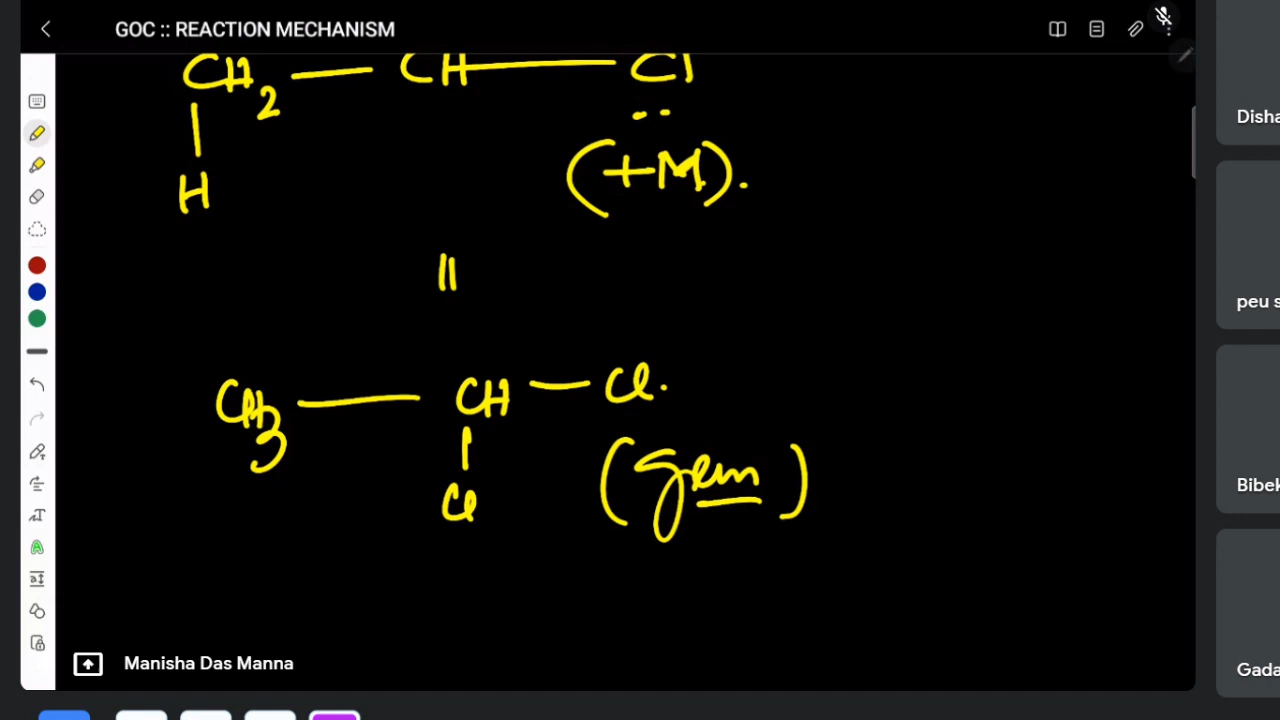 GOC :: REACTION MECHANISM
CH2 — CH — Cl
H
(+M).
||
CH3 — CH — Cl.
Cl
(gem)
Manisha Das Manna
Disha
peu s
Bibek
Gada